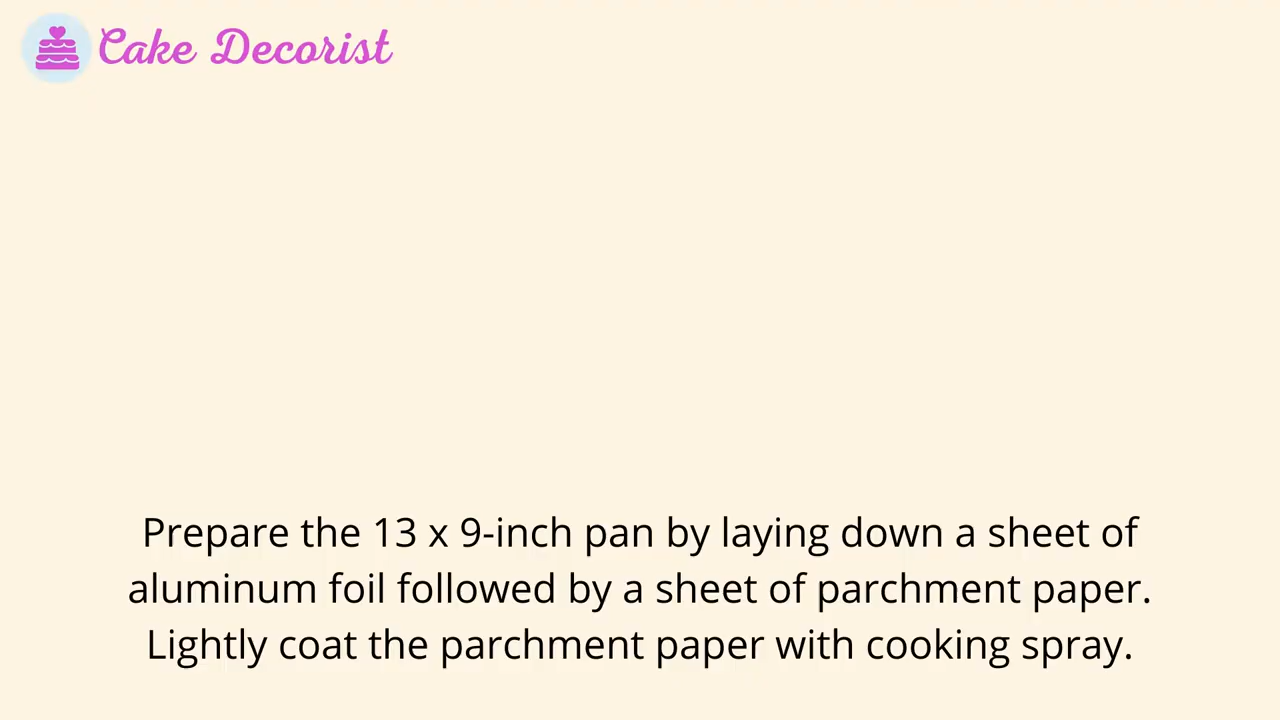 Cake Decorist
Prepare the 13 x 9-inch pan by laying down a sheet of
aluminum foil followed by a sheet of parchment paper.
Lightly coat the parchment paper with cooking spray.